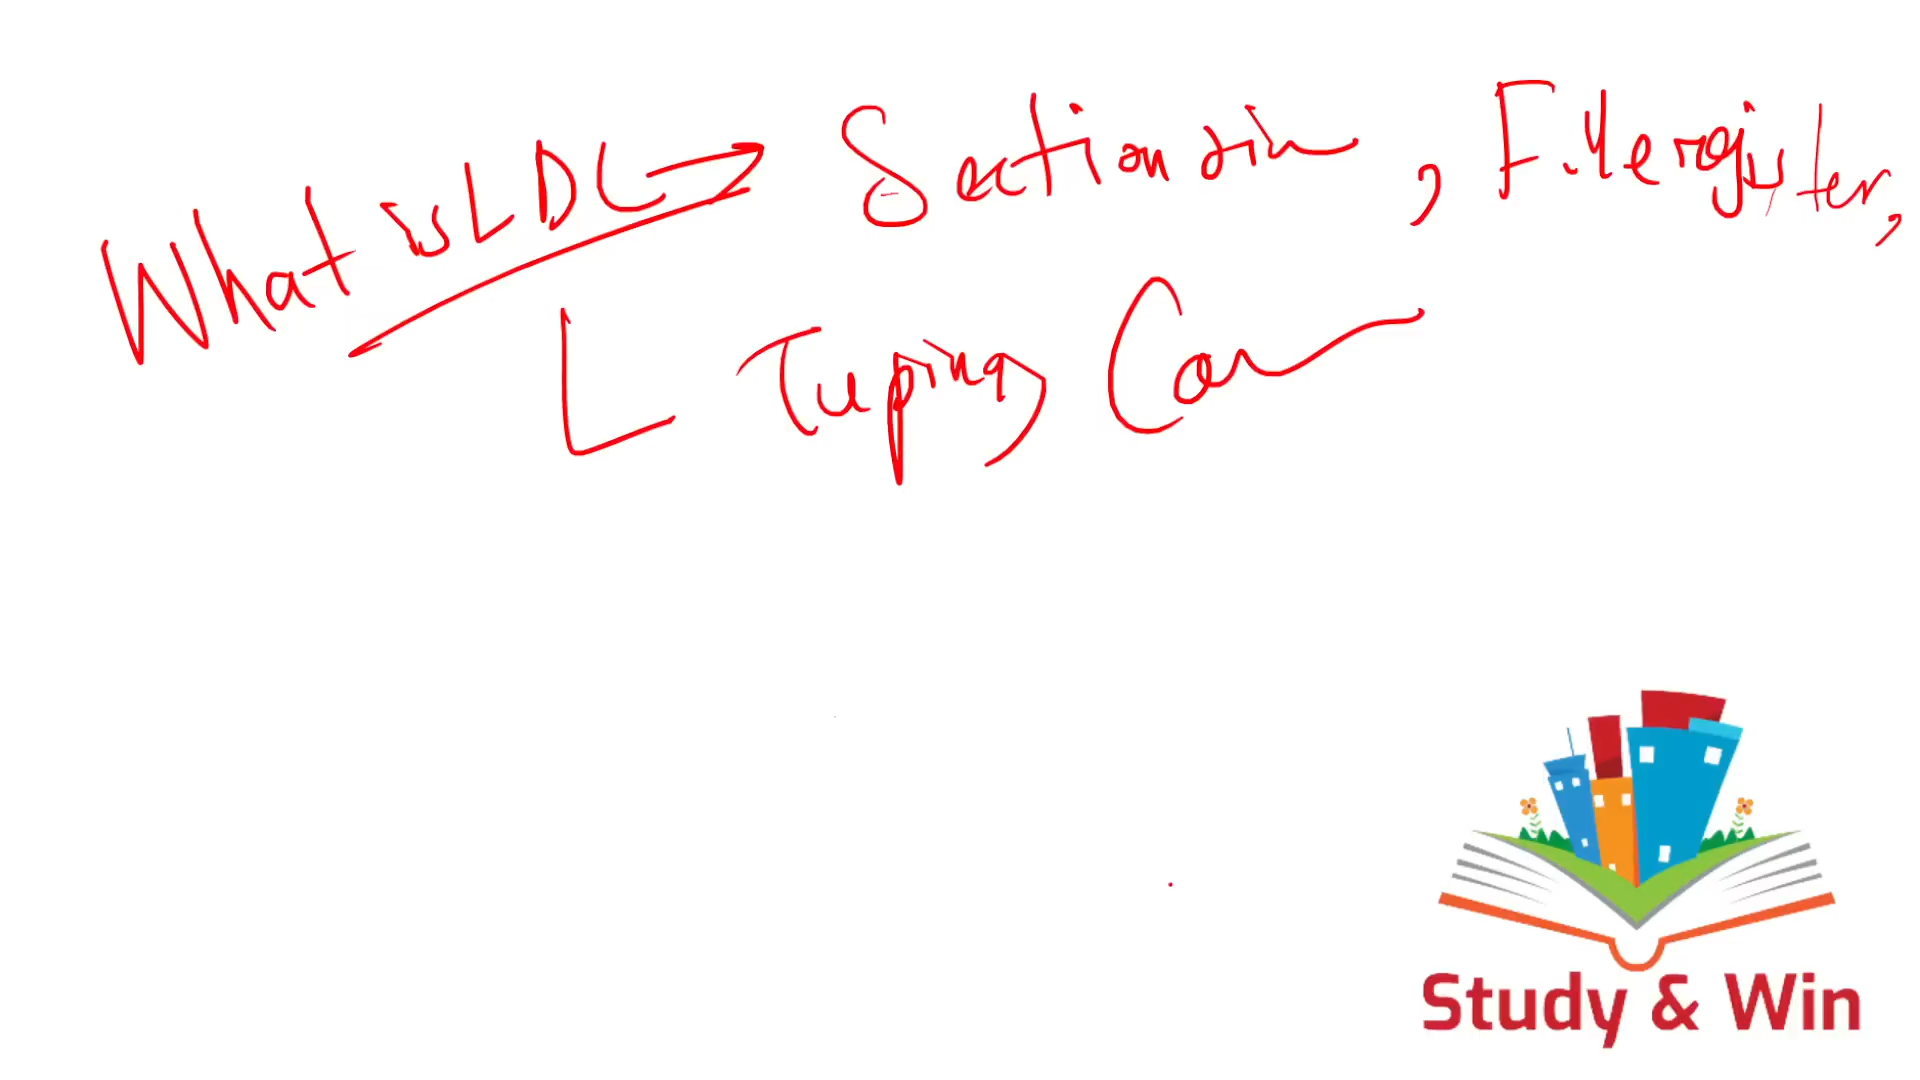 What is LDC → Section
, File register,
Typing
Study & Win